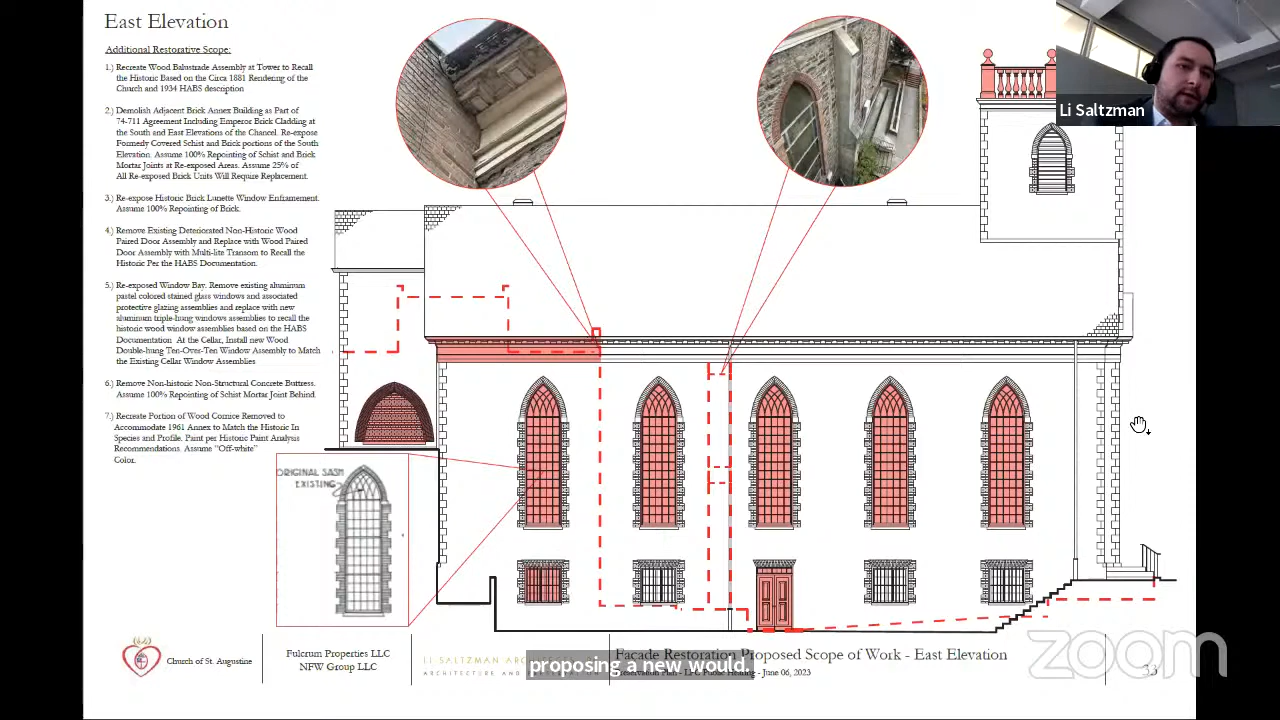 East Elevation
Additional Restorative Scope:
1.) Recreate Wood Balustrade Assembly at Tower to Recall
the Historic Based on the Circa 1881 Rendering of the
Church and 1934 HABS description
2.) Demolish Adjacent Brick Annex Building as Part of
74-711 Agreement Including Emperor Brick Cladding at
the South and East Elevations of the Chancel. Re-expose
Formerly Covered Schist and Brick portions of the South
Elevation. Assume 100% Repointing of Schist and Brick
Mortar Joints at Re-exposed Areas. Assume 25% of
All Re-exposed Brick Units Will Require Replacement.
3.) Re-expose Historic Brick Lunette Window Enframement.
Assume 100% Repointing of Brick.
4.) Remove Existing Deteriorated Non-Historic Wood
Paired Door Assembly and Replace with Wood Paired
Door Assembly with Multi-lite Transom to Recall the
Historic Per the HABS Documentation.
5.) Re-exposed Window Bay. Remove existing aluminum
pastel colored stained glass windows and associated
protective glazing assemblies and replace with new
aluminum triple-hung windows assemblies to recall the
historic wood window assemblies based on the HABS
Documentation At the Cellar, Install new Wood
Double-hung Ten-Over-Ten Window Assembly to Match
the Existing Cellar Window Assemblies
6.) Remove Non-historic Non-Structural Concrete Buttress.
Assume 100% Repointing of Schist Mortar Joint Behind.
7.) Recreate Portion of Wood Cornice Removed to
Accommodate 1961 Annex to Match the Historic In
Species and Profile. Paint per Historic Paint Analysis
Recommendations. Assume "Off-white"
Color.
ORIGINAL SASH
EXISTING
Li Saltzman
Church of St. Augustine
Fulcrum Properties LLC
NFW Group LLC
LI SALTZMAN ARCHITECTS
Facade Restoration Proposed Scope of Work - East Elevation
Preservation Plan - LPC Public Hearing - June 06, 2023
proposing a new would.
zoom
33